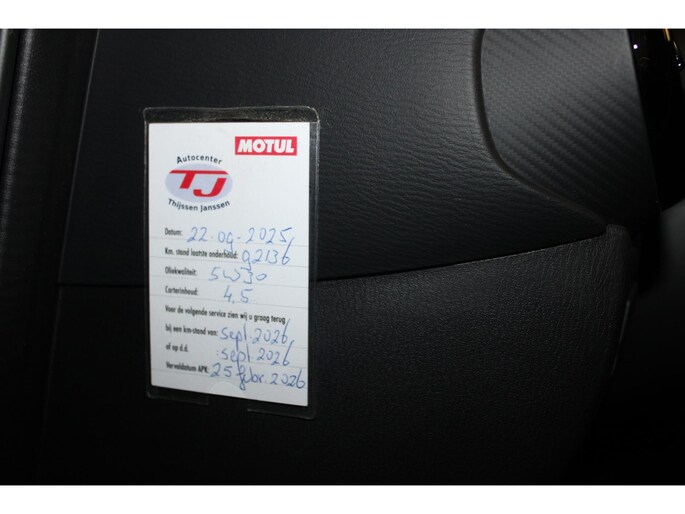 MOTUL
Autocenter
TJ
Thijssen Janssen
Datum: 22-09-2025
Km. stand laatste onderhoud: 92136
Oliekwaliteit: 5W30
Carterinhoud: 4.5
Voor de volgende service zien wij u graag terug
bij een km-stand van: sept. 2026
of op d.d. sept 2026
Vervaldatum APK: 25 febr. 2026